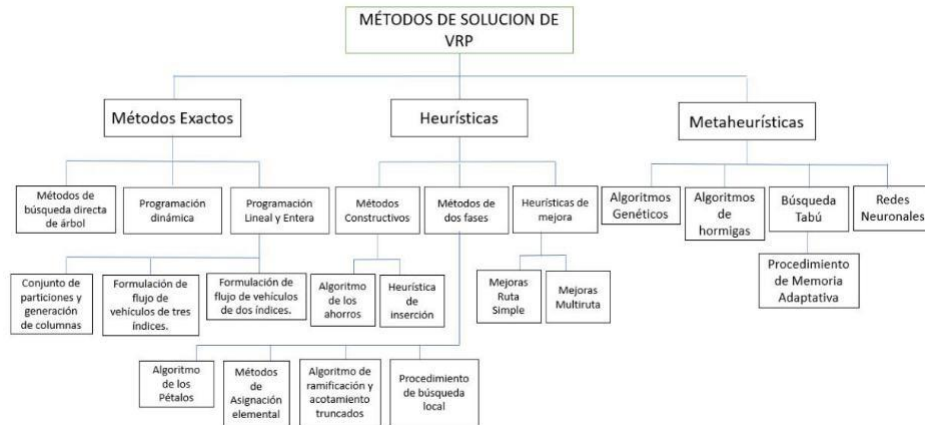 MÉTODOS DE SOLUCION DE
VRP
Métodos Exactos
Heurísticas
Metaheurísticas
Métodos de
búsqueda directa
de árbol
Programación
dinámica
Programación
Lineal y Entera
Métodos
Constructivos
Métodos de
dos fases
Heurísticas de
mejora
Algoritmos
Genéticos
Algoritmos
de
hormigas
Búsqueda
Tabú
Redes
Neuronales
Conjunto de
particiones y
generación
de columnas
Formulación de
flujo de
vehículos de tres
índices.
Formulación de
flujo de vehículos
de dos índices.
Algoritmo
de los
ahorros
Heurística
de
inserción
Mejoras
Ruta
Simple
Mejoras
Multiruta
Procedimiento
de Memoria
Adaptativa
Algoritmo
de los
Pétalos
Métodos
de
Asignación
elemental
Algoritmo de
ramificación y
acotamiento
truncados
Procedimiento
de búsqueda
local